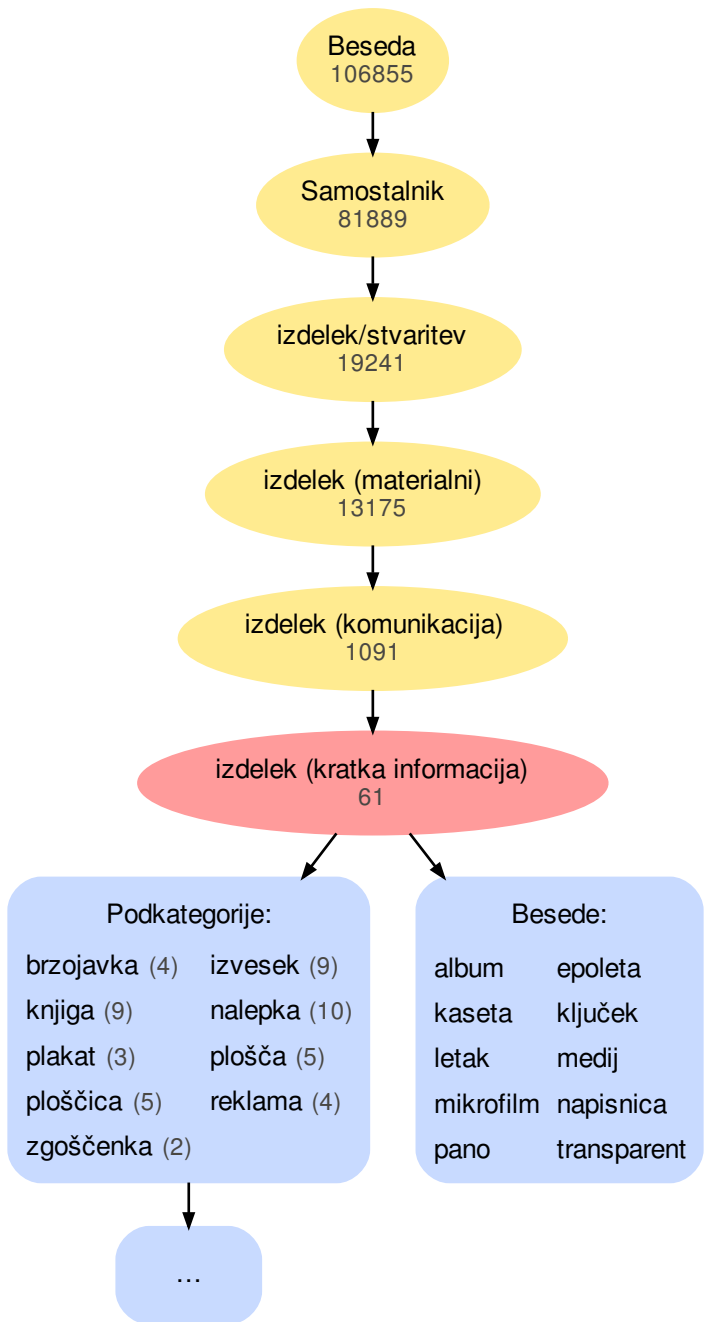 Beseda
106855
Samostalnik
81889
izdelek/stvaritev
19241
izdelek (materialni)
13175
izdelek (komunikacija)
1091
izdelek (kratka informacija)
61
Podkategorije:
brzojavka (4) izvesek (9)
knjiga (9) nalepka (10)
plakat (3) plošča (5)
ploščica (5) reklama (4)
zgoščenka (2)
Besede:
album epoleta
kaseta ključek
letak medij
mikrofilm napisnica
pano transparent
...